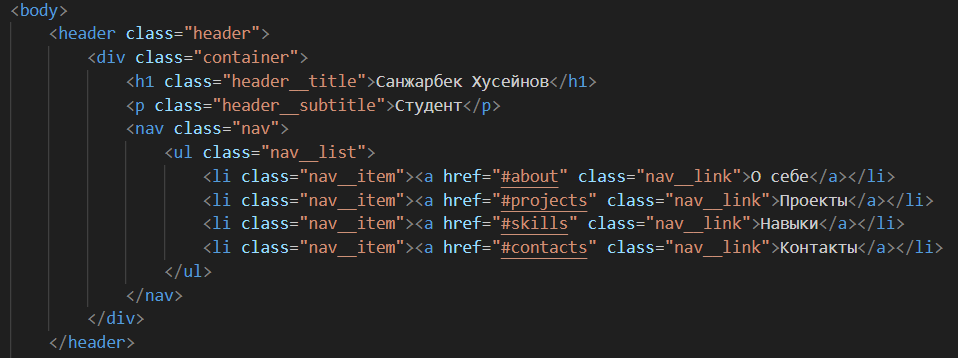 <body>
<header class="header">
<div class="container">
<h1 class="header__title">Санжарбек Хусейнов</h1>
<p class="header__subtitle">Студент</p>
<nav class="nav">
<ul class="nav__list">
<li class="nav__item"><a href="#about" class="nav__link">О себе</a></li>
<li class="nav__item"><a href="#projects" class="nav__link">Проекты</a></li>
<li class="nav__item"><a href="#skills" class="nav__link">Навыки</a></li>
<li class="nav__item"><a href="#contacts" class="nav__link">Контакты</a></li>
</ul>
</nav>
</div>
</header>